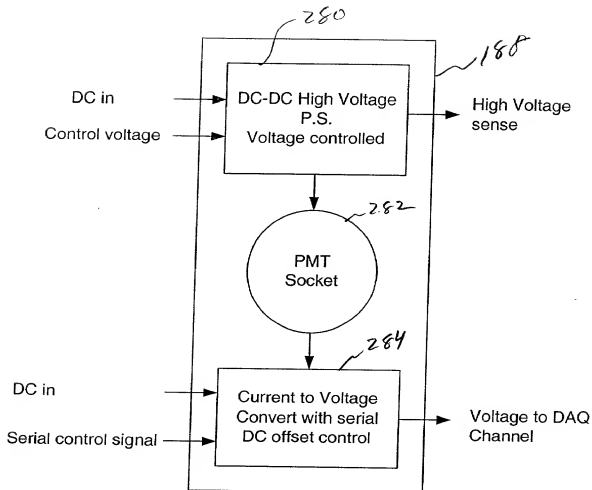 280
188
DC in
Control voltage
DC-DC High Voltage
P.S.
Voltage controlled
High Voltage
sense
282
PMT
Socket
284
DC in
Serial control signal
Current to Voltage
Convert with serial
DC offset control
Voltage to DAQ
Channel